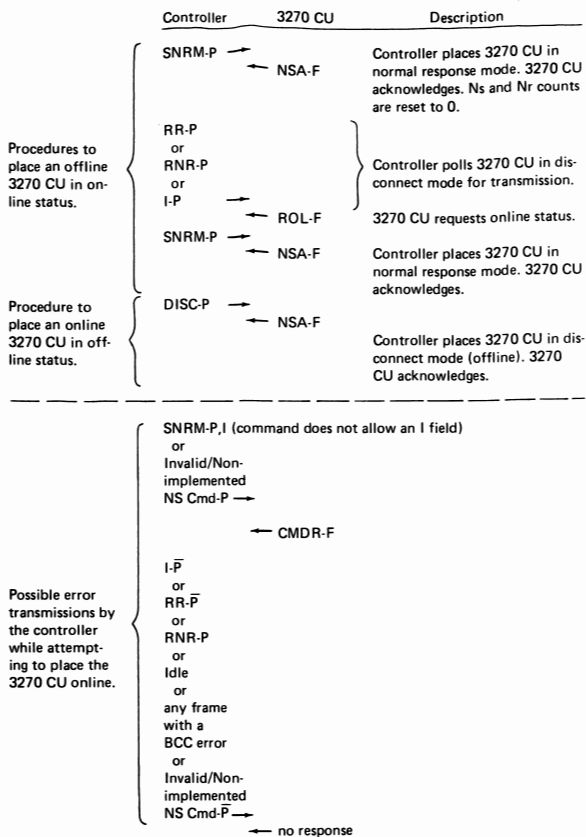 Controller 3270 CU Description
SNRM-P → Controller places 3270 CU in
← NSA-F normal response mode. 3270 CU
acknowledges. Ns and Nr counts
are reset to 0.
Procedures to
place an offline
3270 CU in on-
line status.
RR-P
or
RNR-P
or
I-P →
Controller polls 3270 CU in dis-
connect mode for transmission.
← ROL-F 3270 CU requests online status.
SNRM-P →
← NSA-F Controller places 3270 CU in
normal response mode. 3270 CU
acknowledges.
Procedure to
place an online
3270 CU in off-
line status.
DISC-P →
← NSA-F
Controller places 3270 CU in dis-
connect mode (offline). 3270
CU acknowledges.
SNRM-P,I (command does not allow an I field)
or
Invalid/Non-
implemented
NS Cmd-P →
← CMDR-F
Possible error
transmissions by
the controller
while attempt-
ing to place the
3270 CU online.
I-P̅
or
RR-P̅
or
RNR-P
or
Idle
or
any frame
with a
BCC error
or
Invalid/Non-
implemented
NS Cmd-P̅ →
← no response